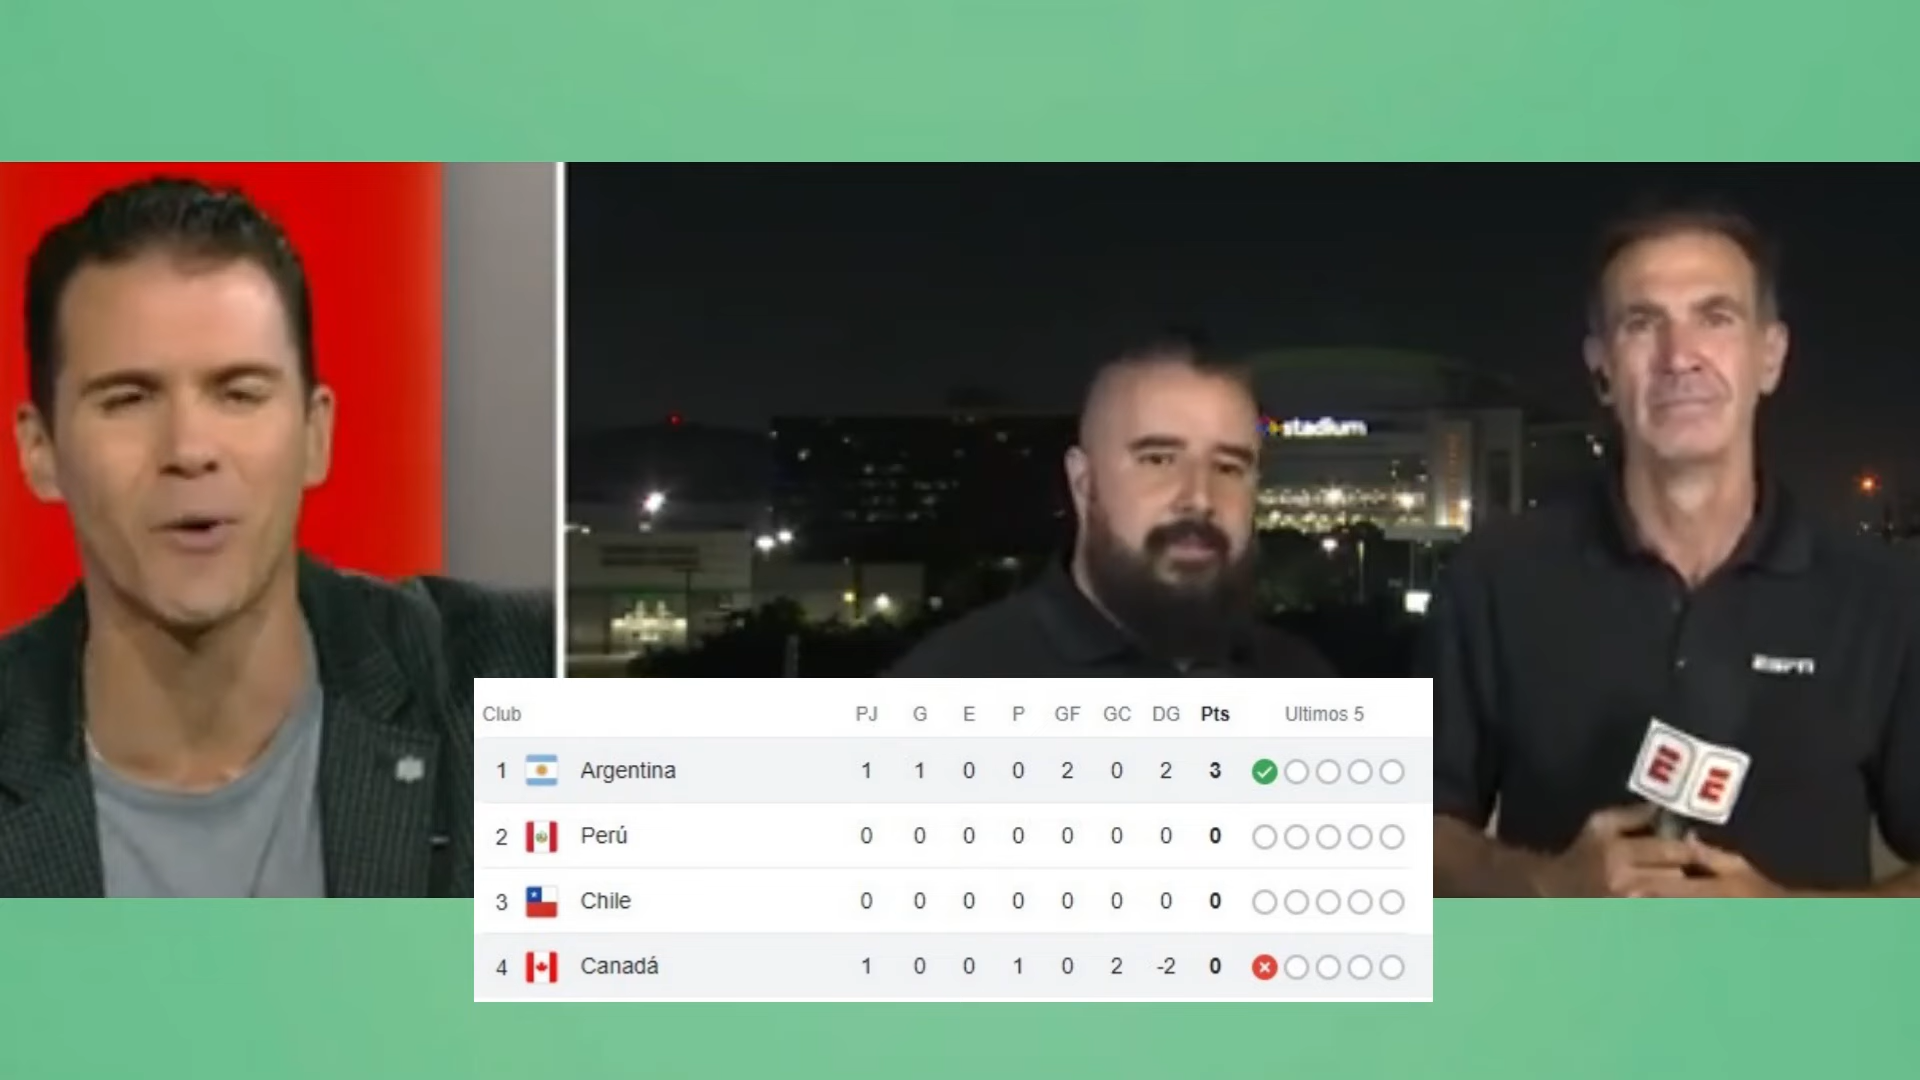 stadium
ESPN
E E
Club PJ G E P GF GC DG Pts Ultimos 5
1 Argentina 1 1 0 0 2 0 2 3
2 Perú 0 0 0 0 0 0 0 0
3 Chile 0 0 0 0 0 0 0 0
4 Canadá 1 0 0 1 0 2 -2 0